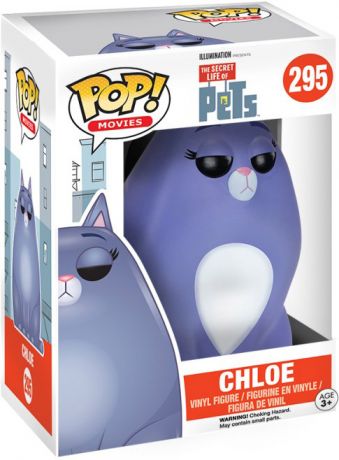 POP!
MOVIES
ILLUMINATION PRESENTS
THE SECRET
LIFE OF
PETS
295
CHLOE
295
CHLOE
VINYL FIGURE / FIGURINE EN VINYLE /
FIGURA DE VINIL
WARNING! Choking Hazard.
May contain small parts.
AGE
3+